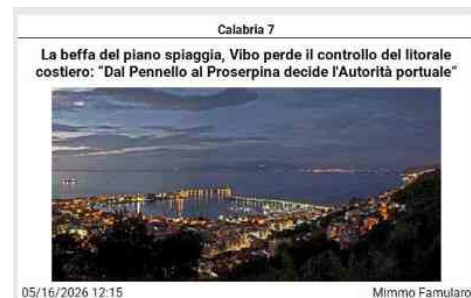 Calabria 7
La beffa del piano spiaggia, Vibo perde il controllo del litorale
costiero: “Dal Pennello al Proserpina decide l'Autorità portuale”
05/16/2026 12:15
Mimmo Famularo